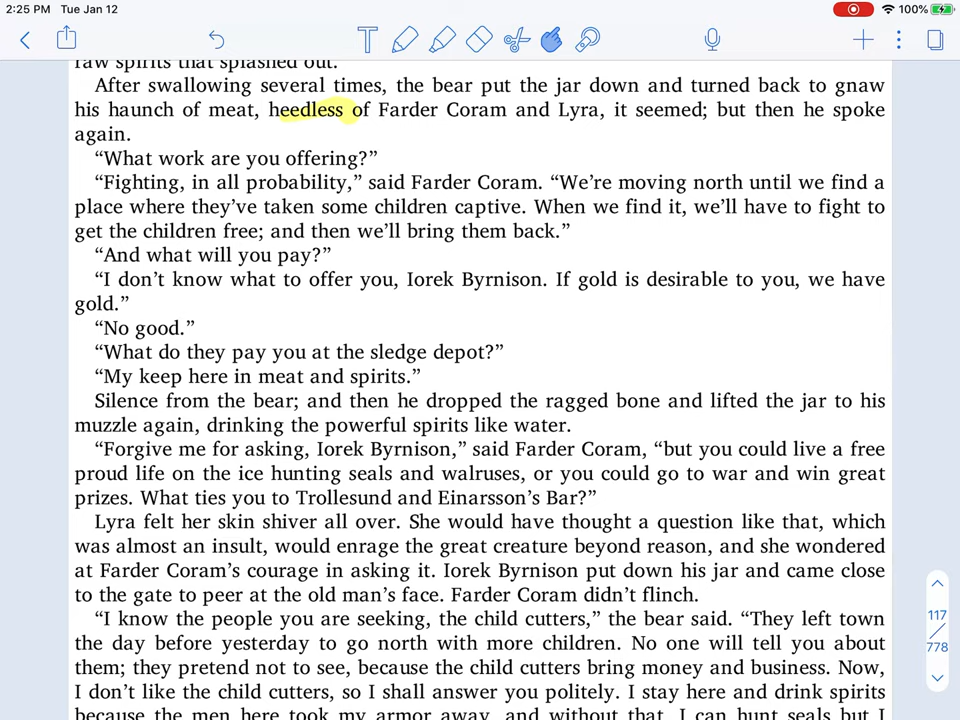 2:25 PM Tue Jan 12 100%
raw spirits that splashed out.
After swallowing several times, the bear put the jar down and turned back to gnaw
his haunch of meat, heedless of Farder Coram and Lyra, it seemed; but then he spoke
again.
“What work are you offering?”
“Fighting, in all probability,” said Farder Coram. “We’re moving north until we find a
place where they’ve taken some children captive. When we find it, we’ll have to fight to
get the children free; and then we’ll bring them back.”
“And what will you pay?”
“I don’t know what to offer you, Iorek Byrnison. If gold is desirable to you, we have
gold.”
“No good.”
“What do they pay you at the sledge depot?”
“My keep here in meat and spirits.”
Silence from the bear; and then he dropped the ragged bone and lifted the jar to his
muzzle again, drinking the powerful spirits like water.
“Forgive me for asking, Iorek Byrnison,” said Farder Coram, “but you could live a free
proud life on the ice hunting seals and walruses, or you could go to war and win great
prizes. What ties you to Trollesund and Einarsson’s Bar?”
Lyra felt her skin shiver all over. She would have thought a question like that, which
was almost an insult, would enrage the great creature beyond reason, and she wondered
at Farder Coram’s courage in asking it. Iorek Byrnison put down his jar and came close
to the gate to peer at the old man’s face. Farder Coram didn’t flinch.
“I know the people you are seeking, the child cutters,” the bear said. “They left town
the day before yesterday to go north with more children. No one will tell you about
them; they pretend not to see, because the child cutters bring money and business. Now,
I don’t like the child cutters, so I shall answer you politely. I stay here and drink spirits
because the men here took my armor away, and without that, I can hunt seals but I
117
778